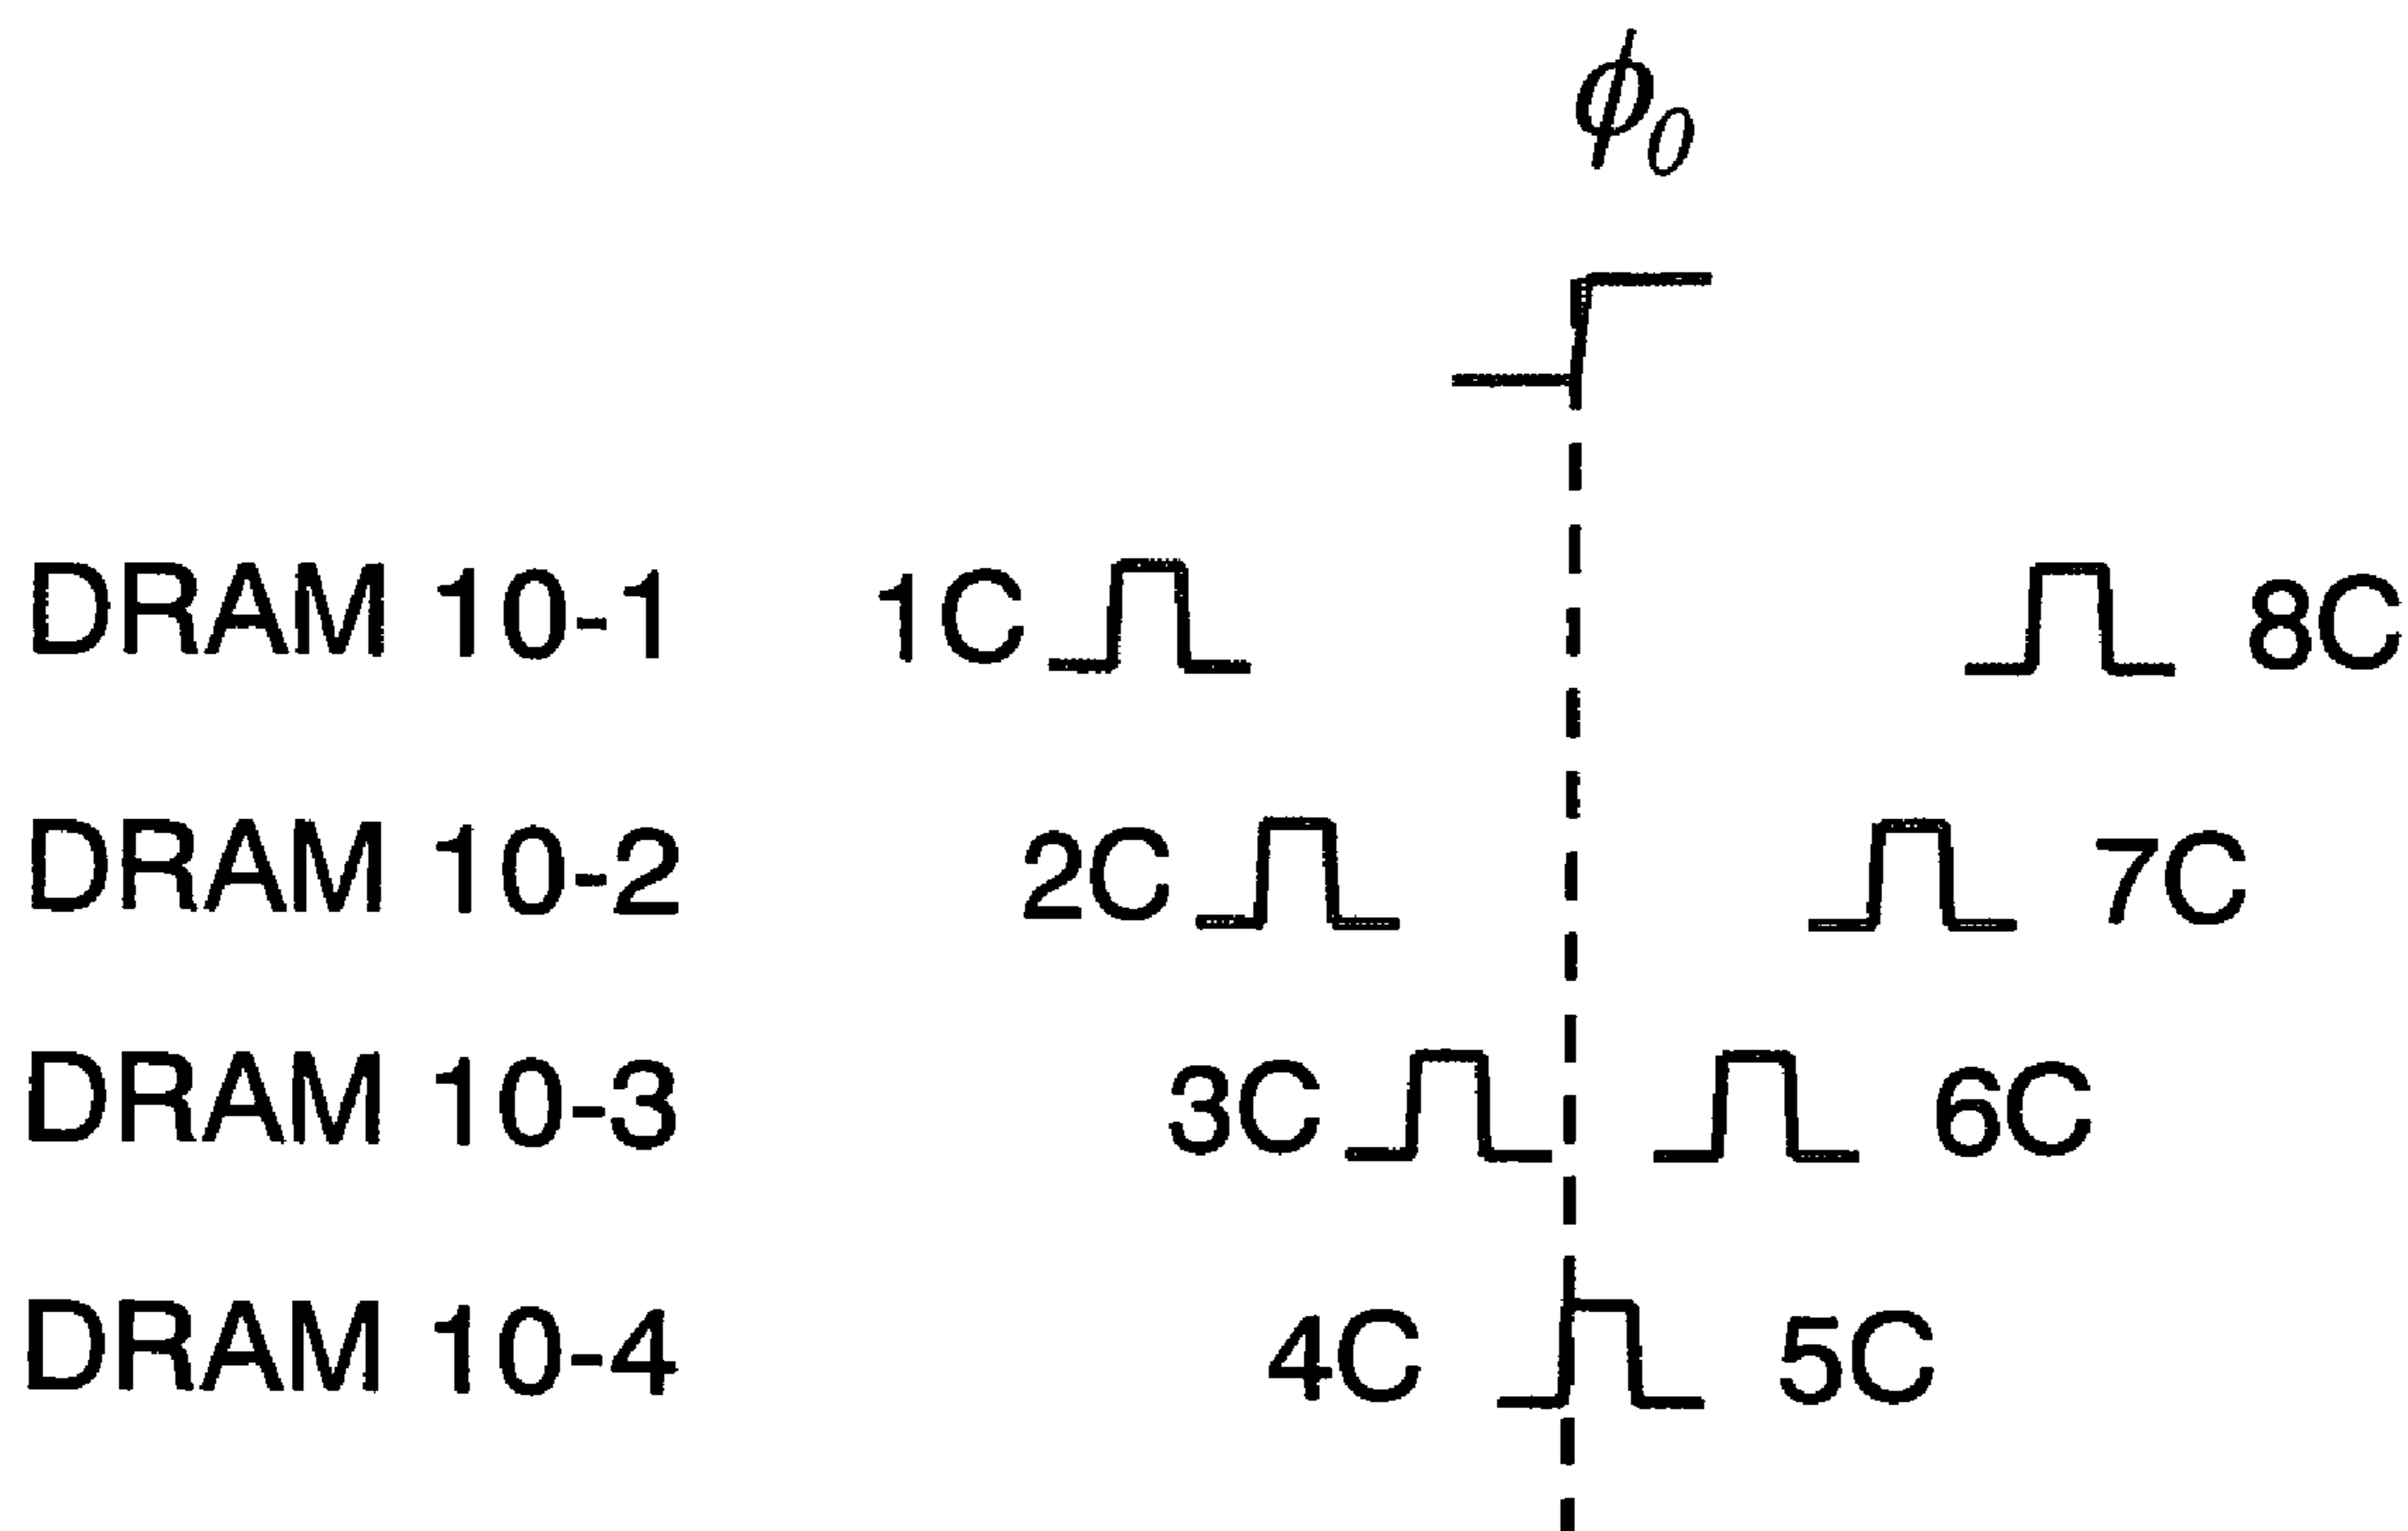 ϕ0
DRAM 10-1 1C 8C
DRAM 10-2 2C 7C
DRAM 10-3 3C 6C
DRAM 10-4 4C 5C